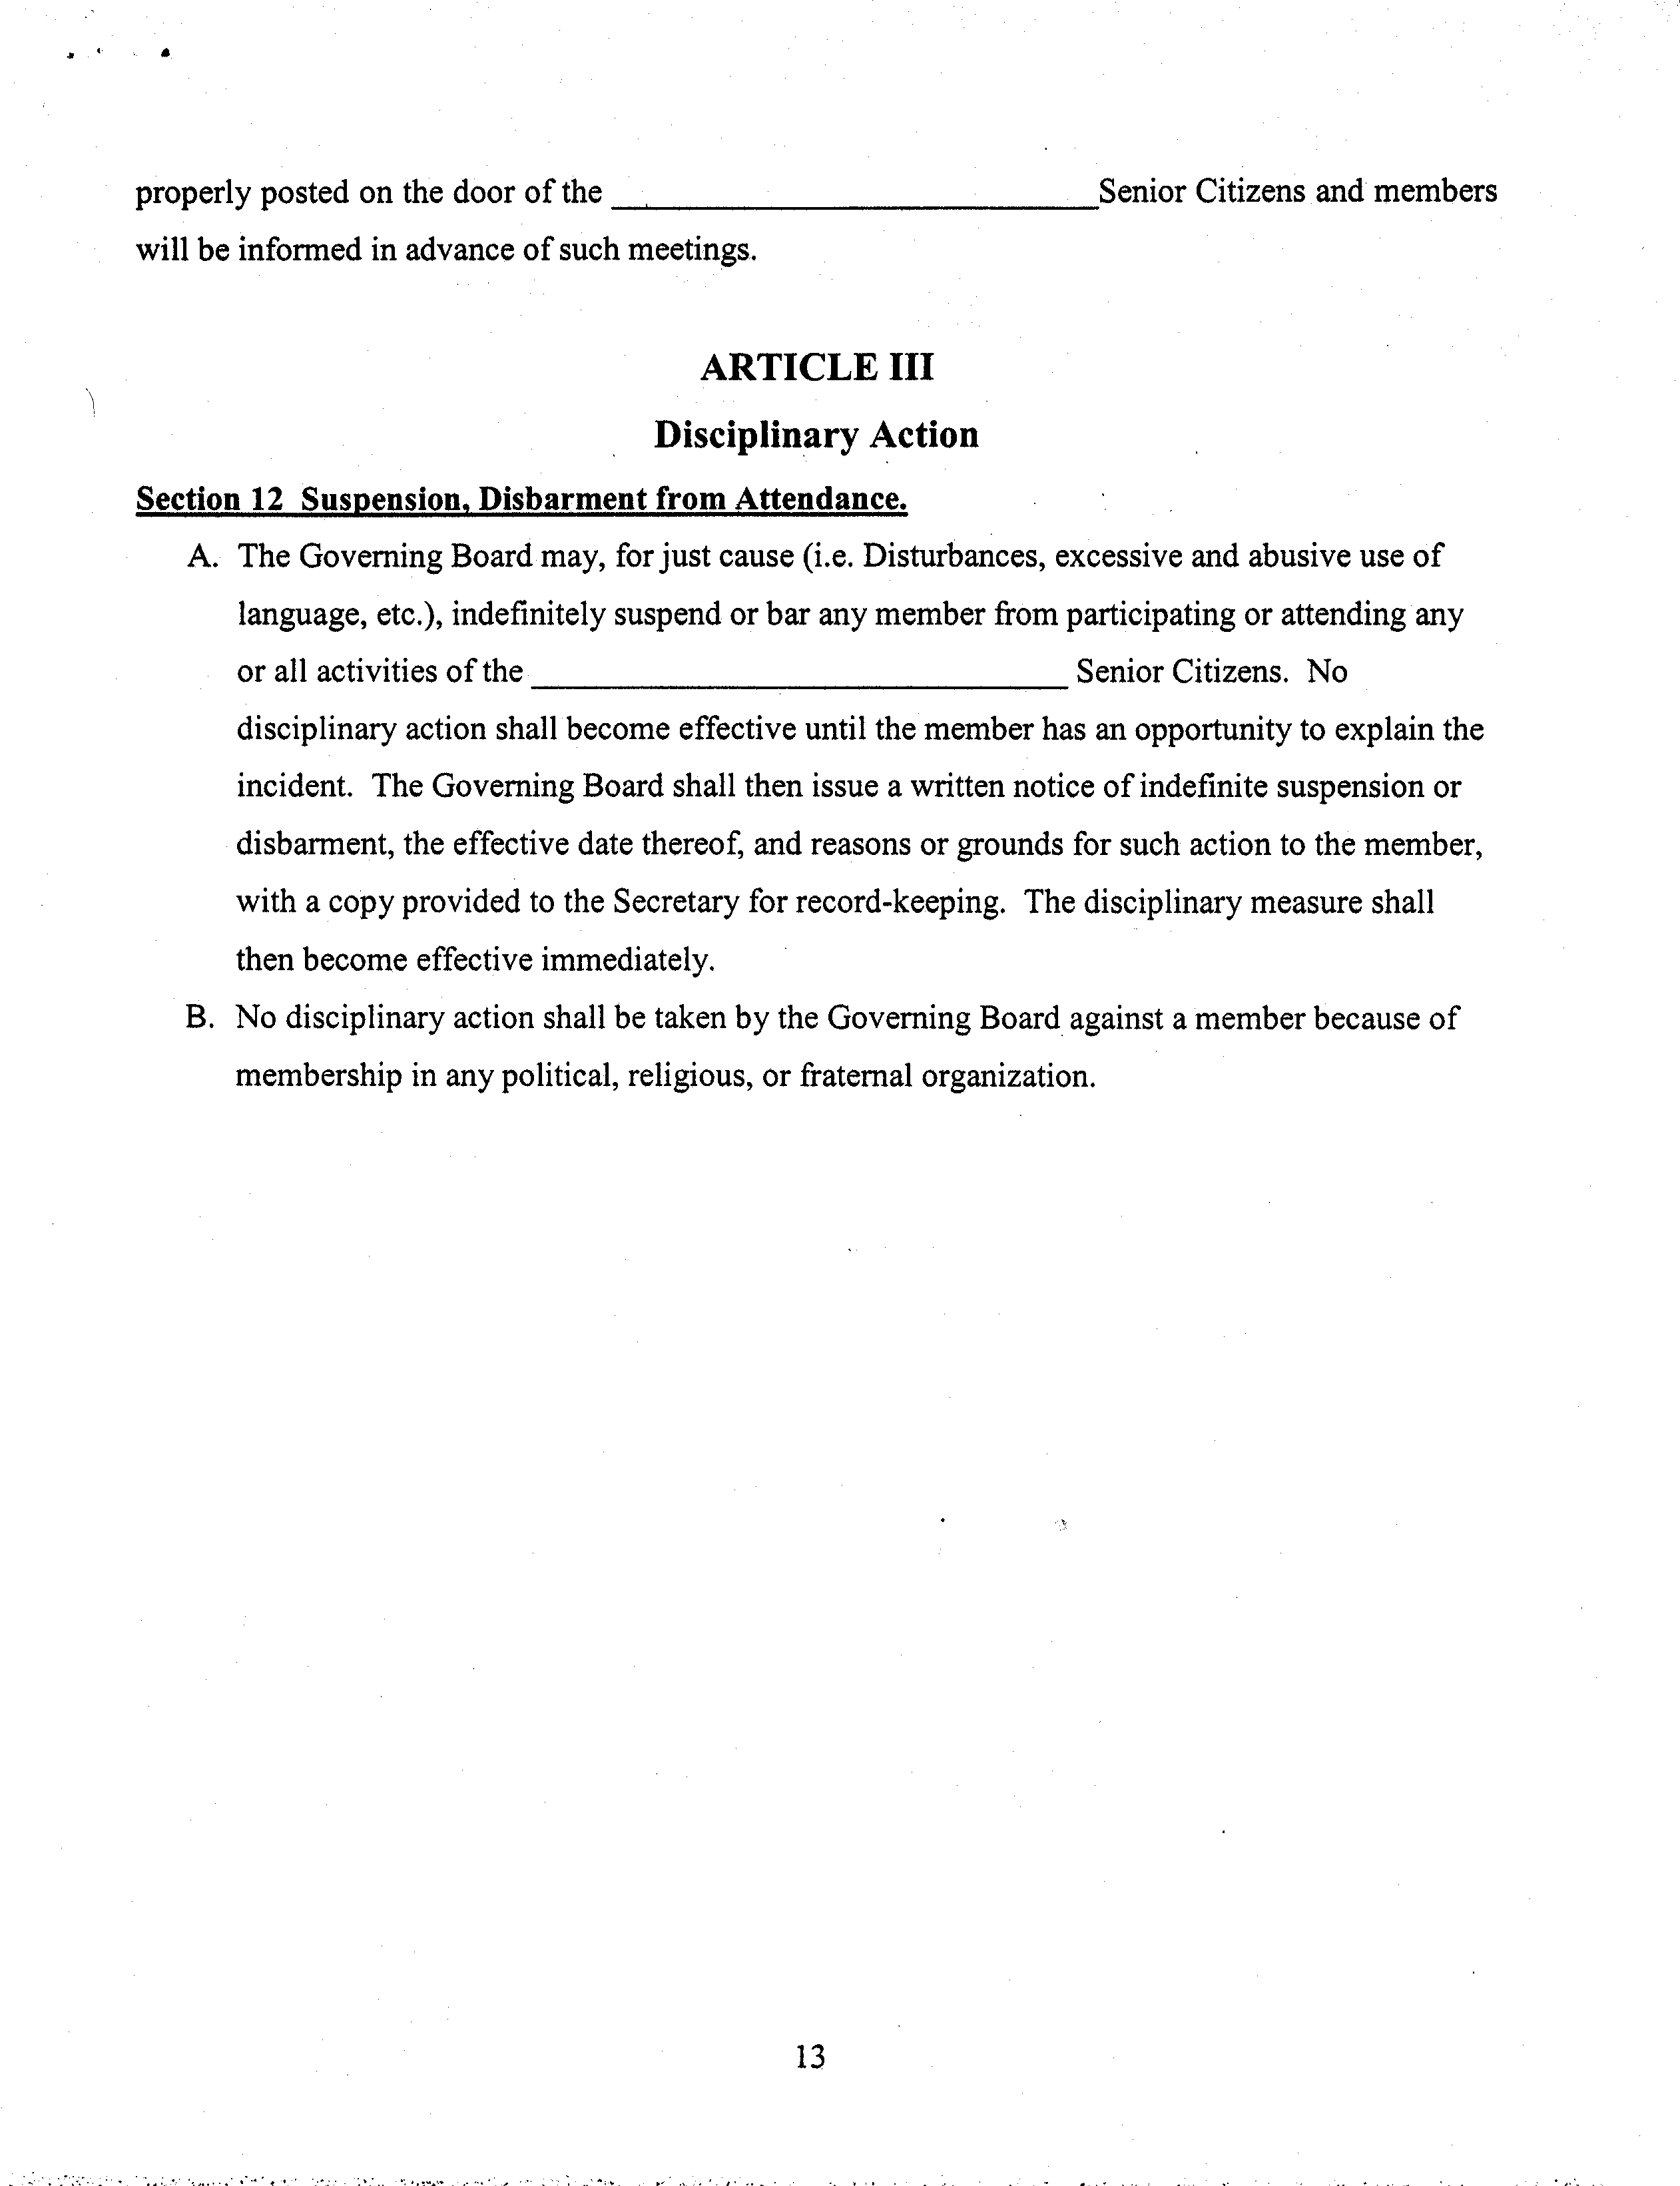 properly posted on the door of the ______________________________Senior Citizens and members
will be informed in advance of such meetings.
ARTICLE III
Disciplinary Action
Section 12 Suspension, Disbarment from Attendance.
A. The Governing Board may, for just cause (i.e. Disturbances, excessive and abusive use of
language, etc.), indefinitely suspend or bar any member from participating or attending any
or all activities of the _________________________________ Senior Citizens. No
disciplinary action shall become effective until the member has an opportunity to explain the
incident. The Governing Board shall then issue a written notice of indefinite suspension or
disbarment, the effective date thereof, and reasons or grounds for such action to the member,
with a copy provided to the Secretary for record-keeping. The disciplinary measure shall
then become effective immediately.
B. No disciplinary action shall be taken by the Governing Board against a member because of
membership in any political, religious, or fraternal organization.
13